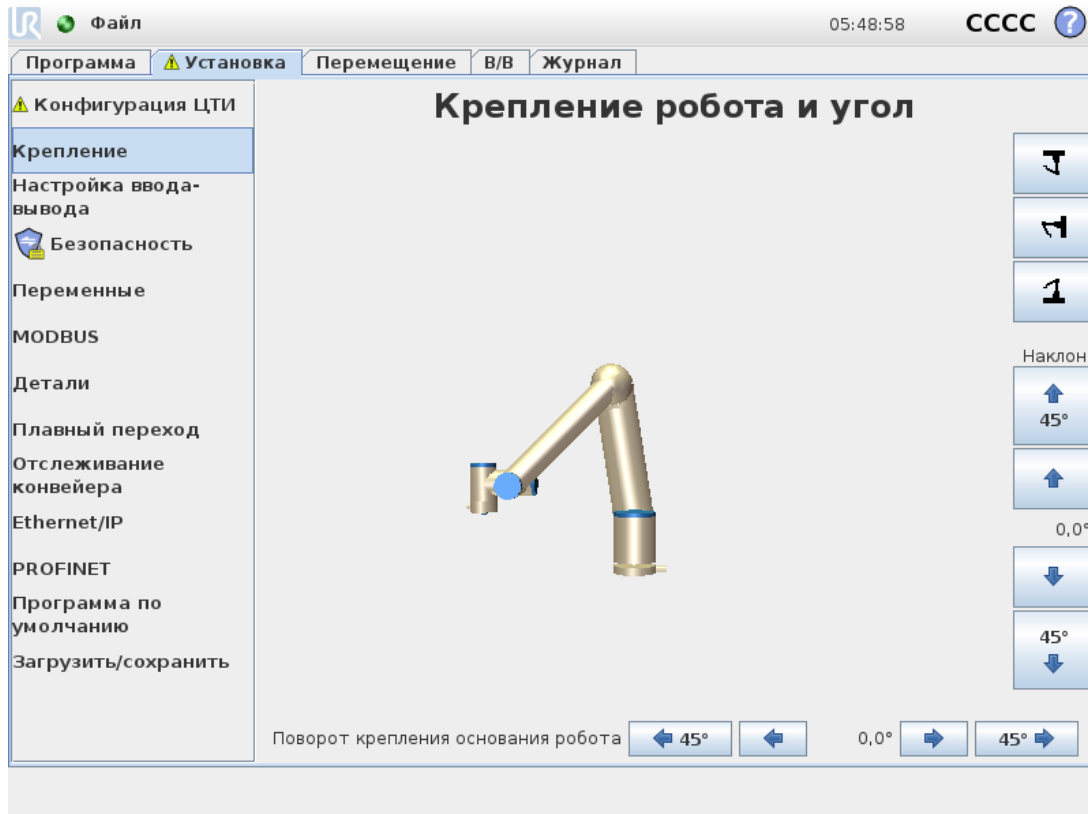 UR
Файл
05:48:58
CCCC
?
Программа
Установка
Перемещение
В/В
Журнал
Конфигурация ЦТИ
Крепление
Настройка ввода-
вывода
Безопасность
Переменные
MODBUS
Детали
Плавный переход
Отслеживание
конвейера
Ethernet/IP
PROFINET
Программа по
умолчанию
Загрузить/сохранить
Крепление робота и угол
Наклон
45°
0,0°
45°
Поворот крепления основания робота
45°
0,0°
45°